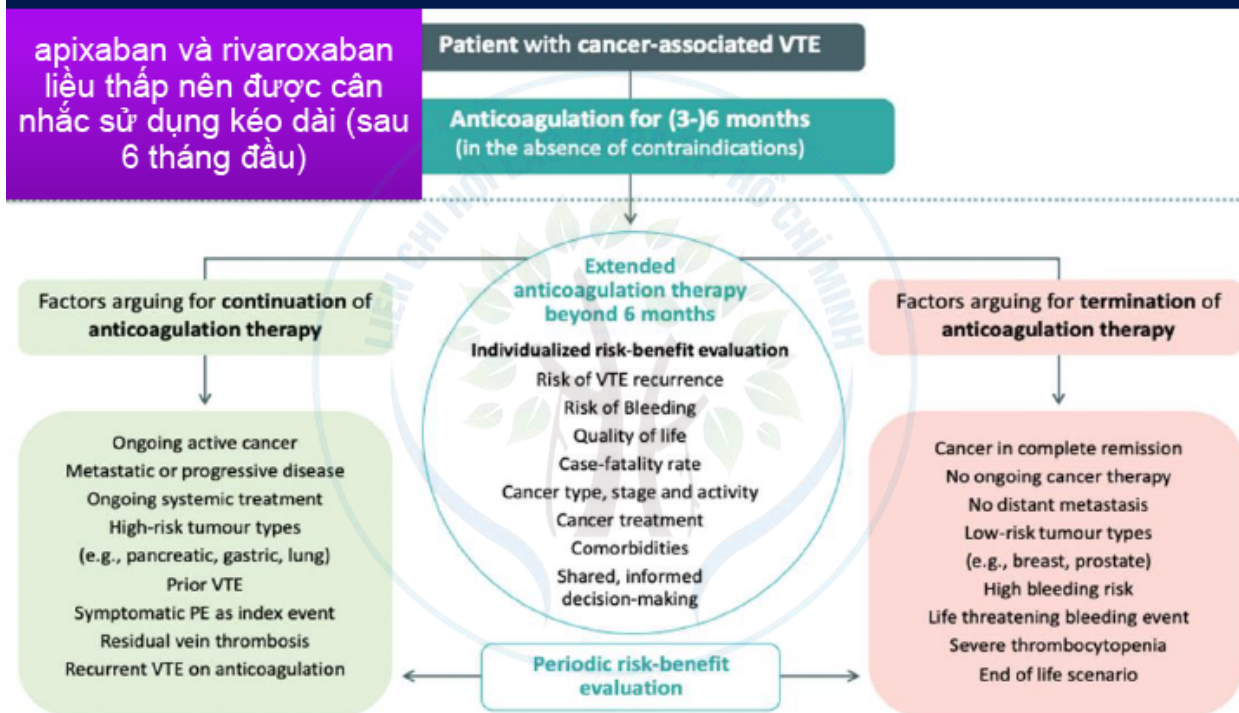 apixaban và rivaroxaban
liều thấp nên được cân
nhắc sử dụng kéo dài (sau
6 tháng đầu)
Patient with cancer-associated VTE
Anticoagulation for (3-)6 months
(in the absence of contraindications)
Factors arguing for continuation of
anticoagulation therapy
Ongoing active cancer
Metastatic or progressive disease
Ongoing systemic treatment
High-risk tumour types
(e.g., pancreatic, gastric, lung)
Prior VTE
Symptomatic PE as index event
Residual vein thrombosis
Recurrent VTE on anticoagulation
Extended
anticoagulation therapy
beyond 6 months
Individualized risk-benefit evaluation
Risk of VTE recurrence
Risk of Bleeding
Quality of life
Case-fatality rate
Cancer type, stage and activity
Cancer treatment
Comorbidities
Shared, informed
decision-making
Periodic risk-benefit
evaluation
Factors arguing for termination of
anticoagulation therapy
Cancer in complete remission
No ongoing cancer therapy
No distant metastasis
Low-risk tumour types
(e.g., breast, prostate)
High bleeding risk
Life threatening bleeding event
Severe thrombocytopenia
End of life scenario
LIÊN CHI HỘI
HỒ CHÍ MINH